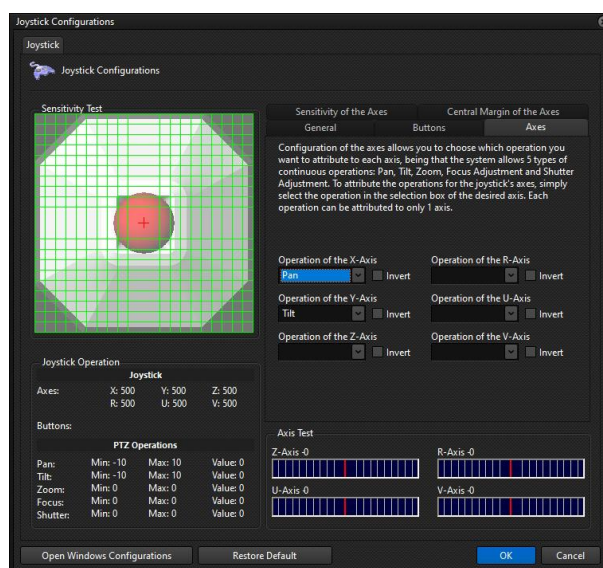 Joystick Configurations
Joystick
Joystick Configurations
Sensitivity Test
Sensitivity of the Axes
Central Margin of the Axes
General
Buttons
Axes
Configuration of the axes allows you to choose which operation you
want to attribute to each axis, being that the system allows 5 types of
continuous operations: Pan, Tilt, Zoom, Focus Adjustment and Shutter
Adjustment. To attribute the operations for the joystick's axes, simply
select the operation in the selection box of the desired axis. Each
operation can be attributed to only 1 axis.
Operation of the X-Axis
Operation of the R-Axis
Pan
Invert
Invert
Operation of the Y-Axis
Operation of the U-Axis
Tilt
Invert
Invert
Operation of the Z-Axis
Operation of the V-Axis
Invert
Invert
Joystick Operation
Joystick
Axes: X: 500 Y: 500 Z: 500
R: 500 U: 500 V: 500
Buttons:
PTZ Operations
Pan: Min: -10 Max: 10 Value: 0
Tilt: Min: -10 Max: 10 Value: 0
Zoom: Min: 0 Max: 0 Value: 0
Focus: Min: 0 Max: 0 Value: 0
Shutter: Min: 0 Max: 0 Value: 0
Axis Test
Z-Axis -0
R-Axis -0
U-Axis -0
V-Axis -0
Open Windows Configurations
Restore Default
OK
Cancel